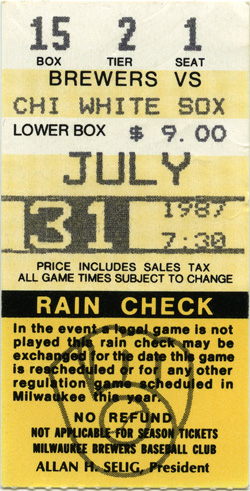 15 2 1
BOX TIER SEAT
BREWERS VS
CHI WHITE SOX
LOWER BOX $ 9.00
JULY
31 1987
7:30
PRICE INCLUDES SALES TAX
ALL GAME TIMES SUBJECT TO CHANGE
RAIN CHECK
In the event a legal game is not
played this rain check may be
exchanged for the date this game
is rescheduled or for any other
regulation game scheduled in
Milwaukee this year.
NO REFUND
NOT APPLICABLE FOR SEASON TICKETS
MILWAUKEE BREWERS BASEBALL CLUB
ALLAN H. SELIG, President